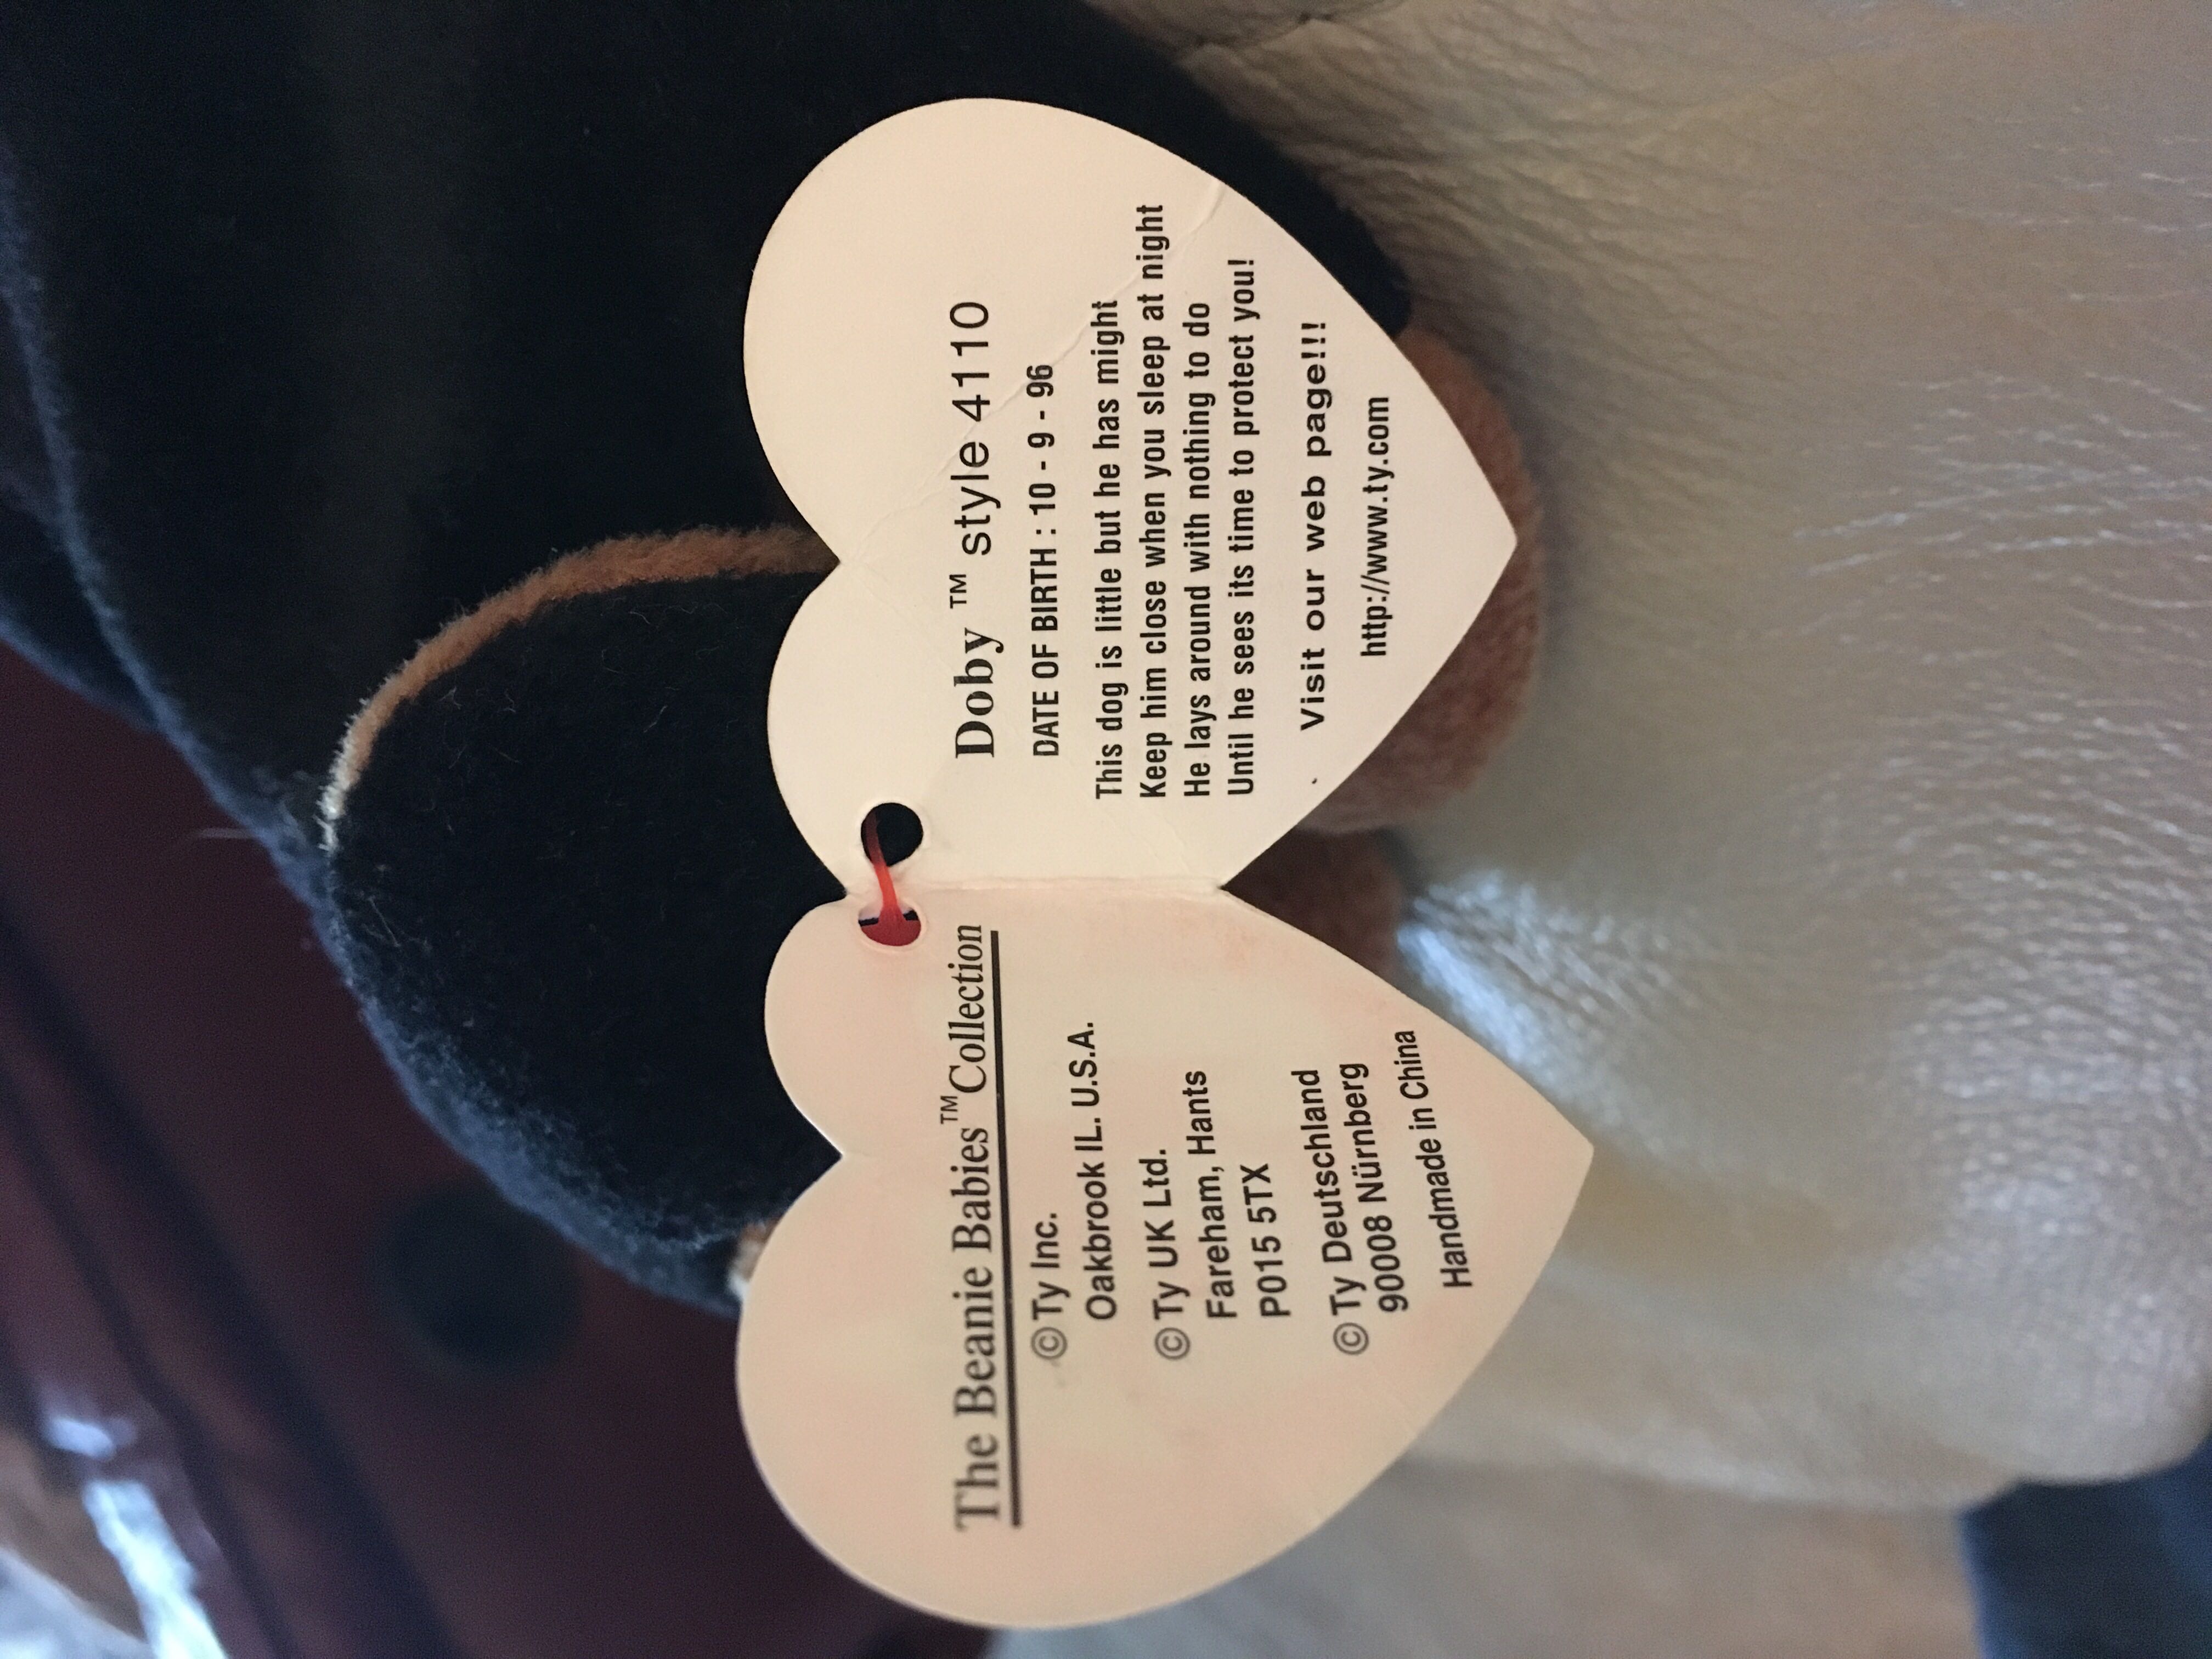 The Beanie Babies™ Collection
© Ty Inc.
Oakbrook IL. U.S.A.
© Ty UK Ltd.
Fareham, Hants
P015 5TX
© Ty Deutschland
90008 Nürnberg
Handmade in China
Doby ™ style 4110
DATE OF BIRTH : 10 - 9 - 96
This dog is little but he has might
Keep him close when you sleep at night
He lays around with nothing to do
Until he sees its time to protect you!
Visit our web page!!!
http://www.ty.com